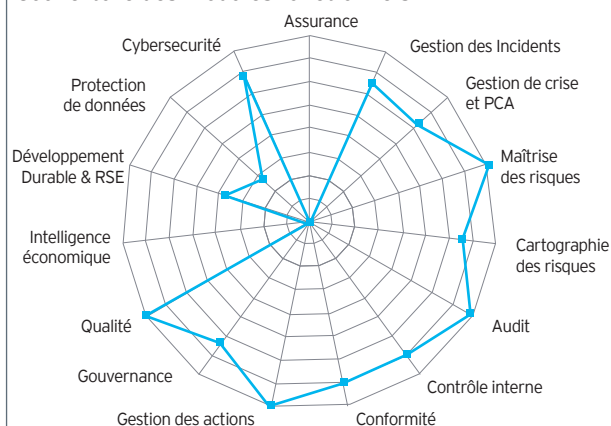 Assurance
Cybersecurité
Gestion des Incidents
Protection
de données
Gestion de crise
et PCA
Développement
Durable & RSE
Maîtrise
des risques
Intelligence
économique
Cartographie
des risques
Qualité
Audit
Gouvernance
Contrôle interne
Gestion des actions
Conformité